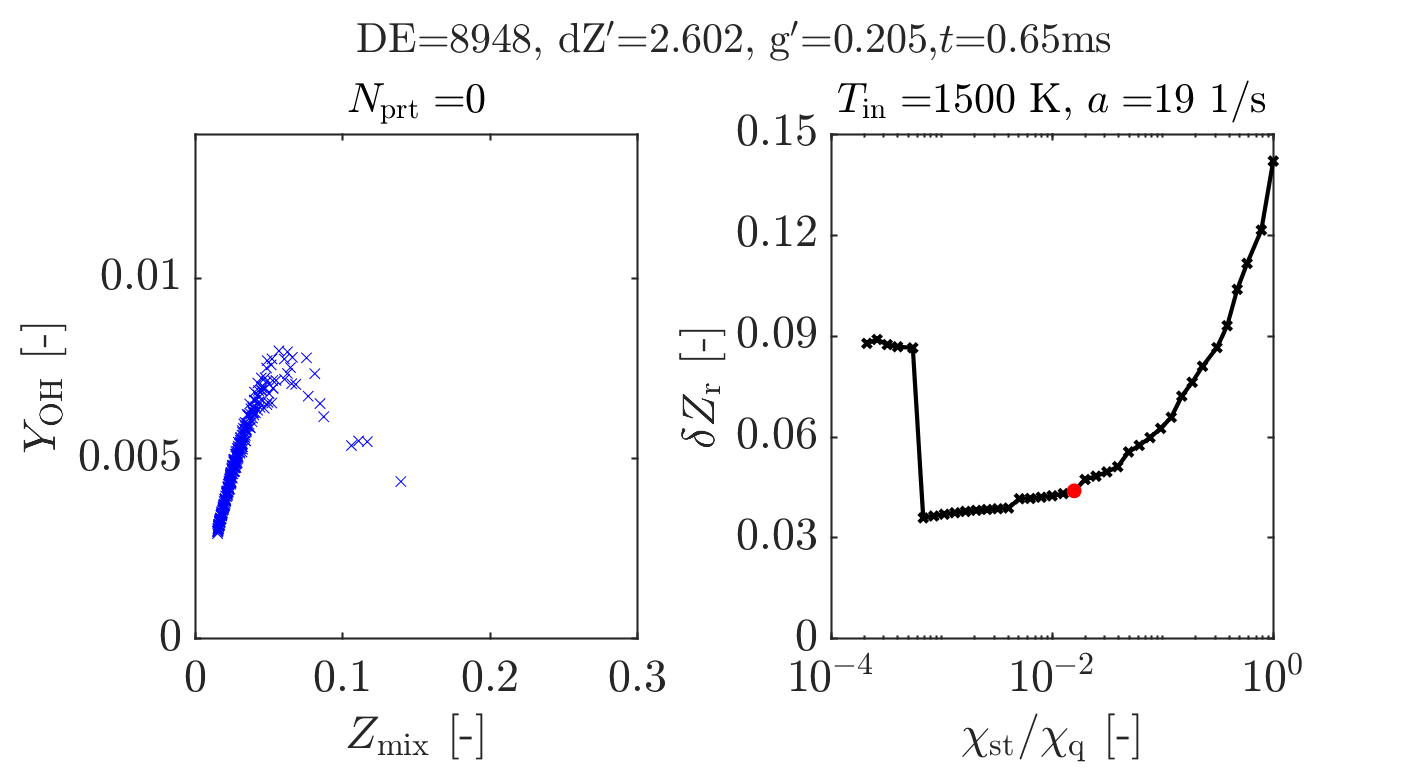 DE=8948, dZ′=2.602, g′=0.205,t=0.65ms
N_prt =0
0.01
0.005
0
0 0.1 0.2 0.3
Z_mix [-]
Y_OH [-]
T_in =1500 K, a =19 1/s
0.15
0.12
0.09
0.06
0.03
0
10^−4 10^−2 10^0
χ_st/χ_q [-]
δZ_r [-]